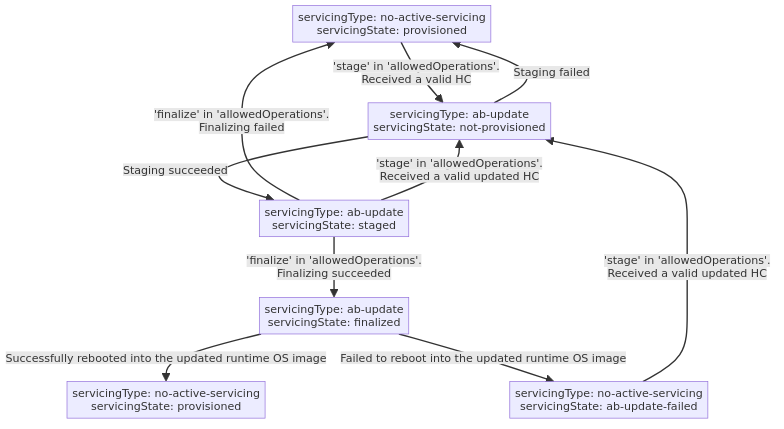 servicingType: no-active-servicing
servicingState: provisioned
'stage' in 'allowedOperations'.
Received a valid HC
Staging failed
'finalize' in 'allowedOperations'.
Finalizing failed
servicingType: ab-update
servicingState: not-provisioned
Staging succeeded
'stage' in 'allowedOperations'.
Received a valid updated HC
servicingType: ab-update
servicingState: staged
'finalize' in 'allowedOperations'.
Finalizing succeeded
'stage' in 'allowedOperations'.
Received a valid updated HC
servicingType: ab-update
servicingState: finalized
Successfully rebooted into the updated runtime OS image
Failed to reboot into the updated runtime OS image
servicingType: no-active-servicing
servicingState: provisioned
servicingType: no-active-servicing
servicingState: ab-update-failed